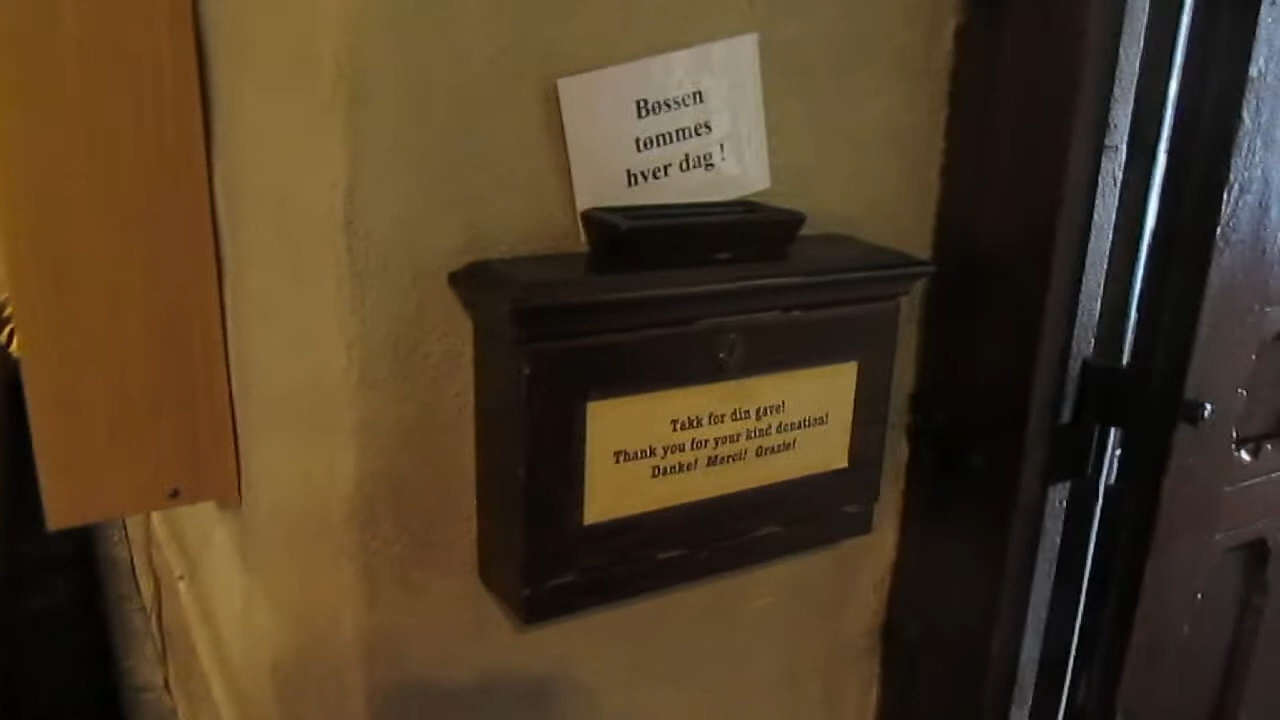 Bøssen
tømmes
hver dag!
Takk for din gave!
Thank you for your kind donation!
Danke! Merci! Grazie!